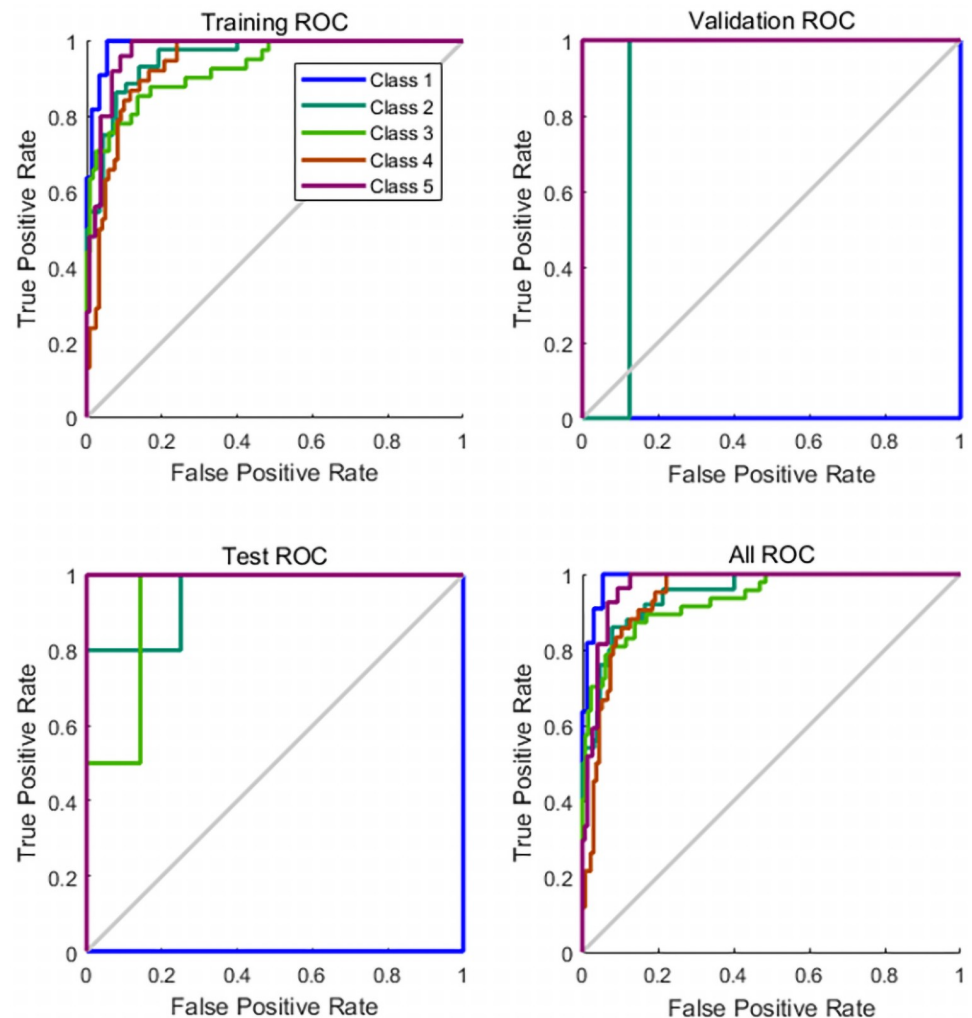 Training ROC
1
0.8
0.6
0.4
0.2
0
True Positive Rate
Class 1
Class 2
Class 3
Class 4
Class 5
0 0.2 0.4 0.6 0.8 1
False Positive Rate
Validation ROC
1
0.8
0.6
0.4
0.2
0
True Positive Rate
0 0.2 0.4 0.6 0.8 1
False Positive Rate
Test ROC
1
0.8
0.6
0.4
0.2
0
True Positive Rate
0 0.2 0.4 0.6 0.8 1
False Positive Rate
All ROC
1
0.8
0.6
0.4
0.2
0
True Positive Rate
0 0.2 0.4 0.6 0.8 1
False Positive Rate